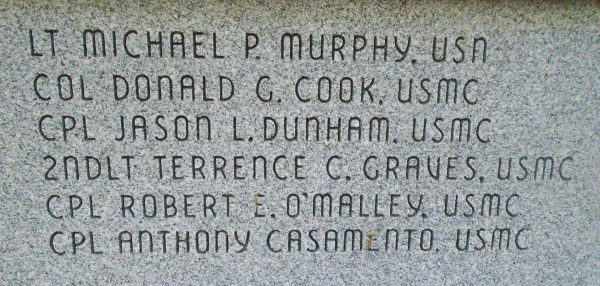 LT. MICHAEL P. MURPHY, USN
COL DONALD G. COOK, USMC
CPL JASON L. DUNHAM, USMC
2NDLT TERRENCE C. GRAVES, USMC
CPL ROBERT E. O'MALLEY, USMC
CPL ANTHONY CASAMENTO, USMC